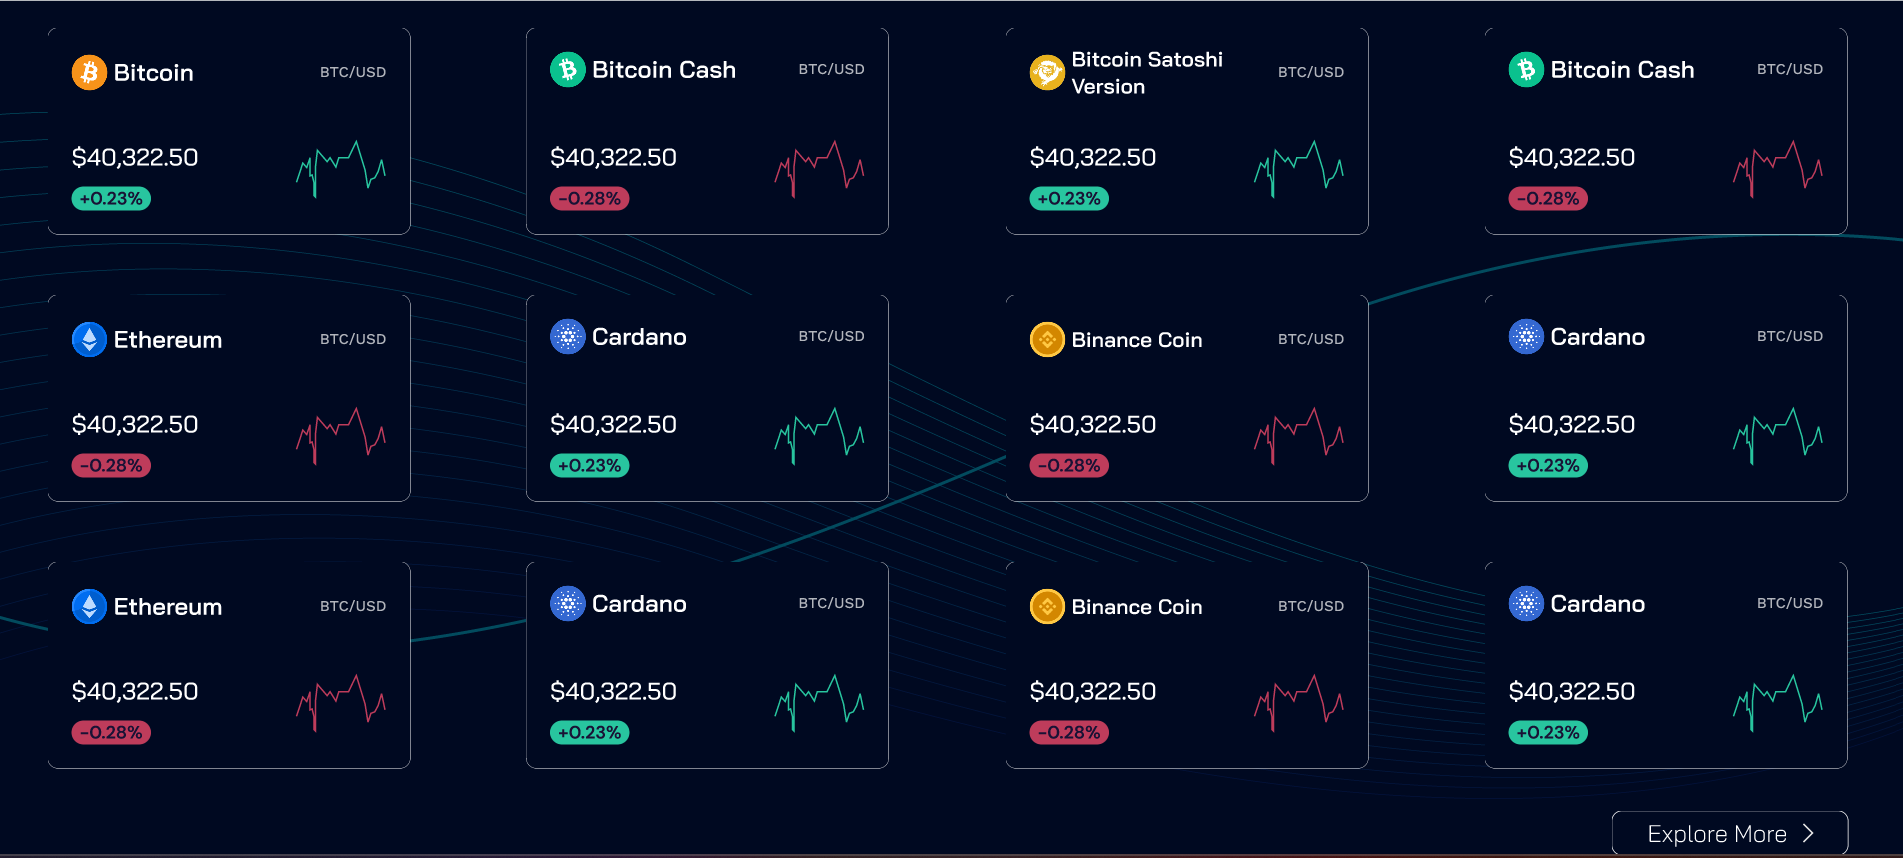 Bitcoin BTC/USD
$40,322.50
+0.23%
Bitcoin Cash BTC/USD
$40,322.50
-0.28%
Bitcoin Satoshi
Version BTC/USD
$40,322.50
+0.23%
Bitcoin Cash BTC/USD
$40,322.50
-0.28%
Ethereum BTC/USD
$40,322.50
-0.28%
Cardano BTC/USD
$40,322.50
+0.23%
Binance Coin BTC/USD
$40,322.50
-0.28%
Cardano BTC/USD
$40,322.50
+0.23%
Ethereum BTC/USD
$40,322.50
-0.28%
Cardano BTC/USD
$40,322.50
+0.23%
Binance Coin BTC/USD
$40,322.50
-0.28%
Cardano BTC/USD
$40,322.50
+0.23%
Explore More